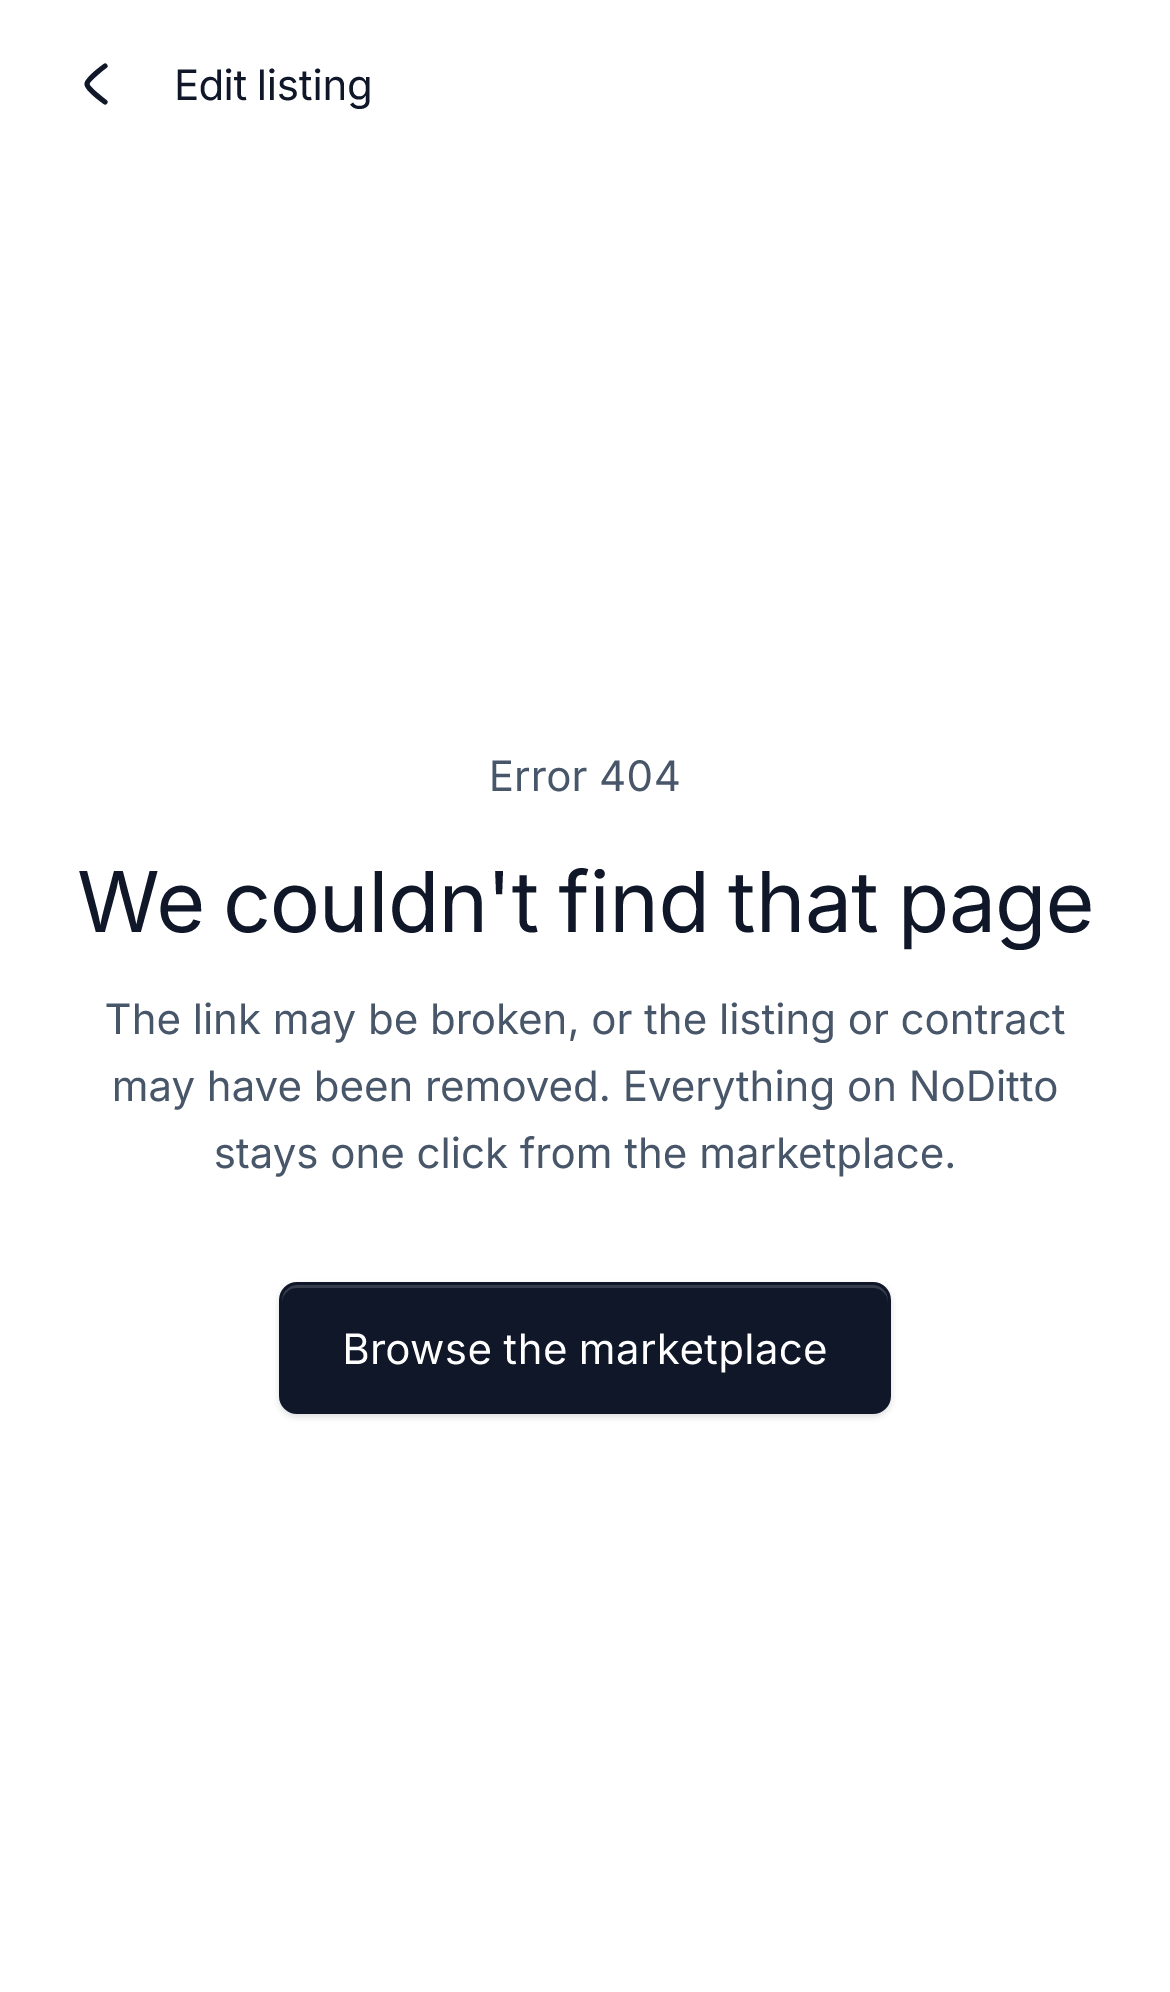 Edit listing
Error 404
We couldn't find that page
The link may be broken, or the listing or contract
may have been removed. Everything on NoDitto
stays one click from the marketplace.
Browse the marketplace